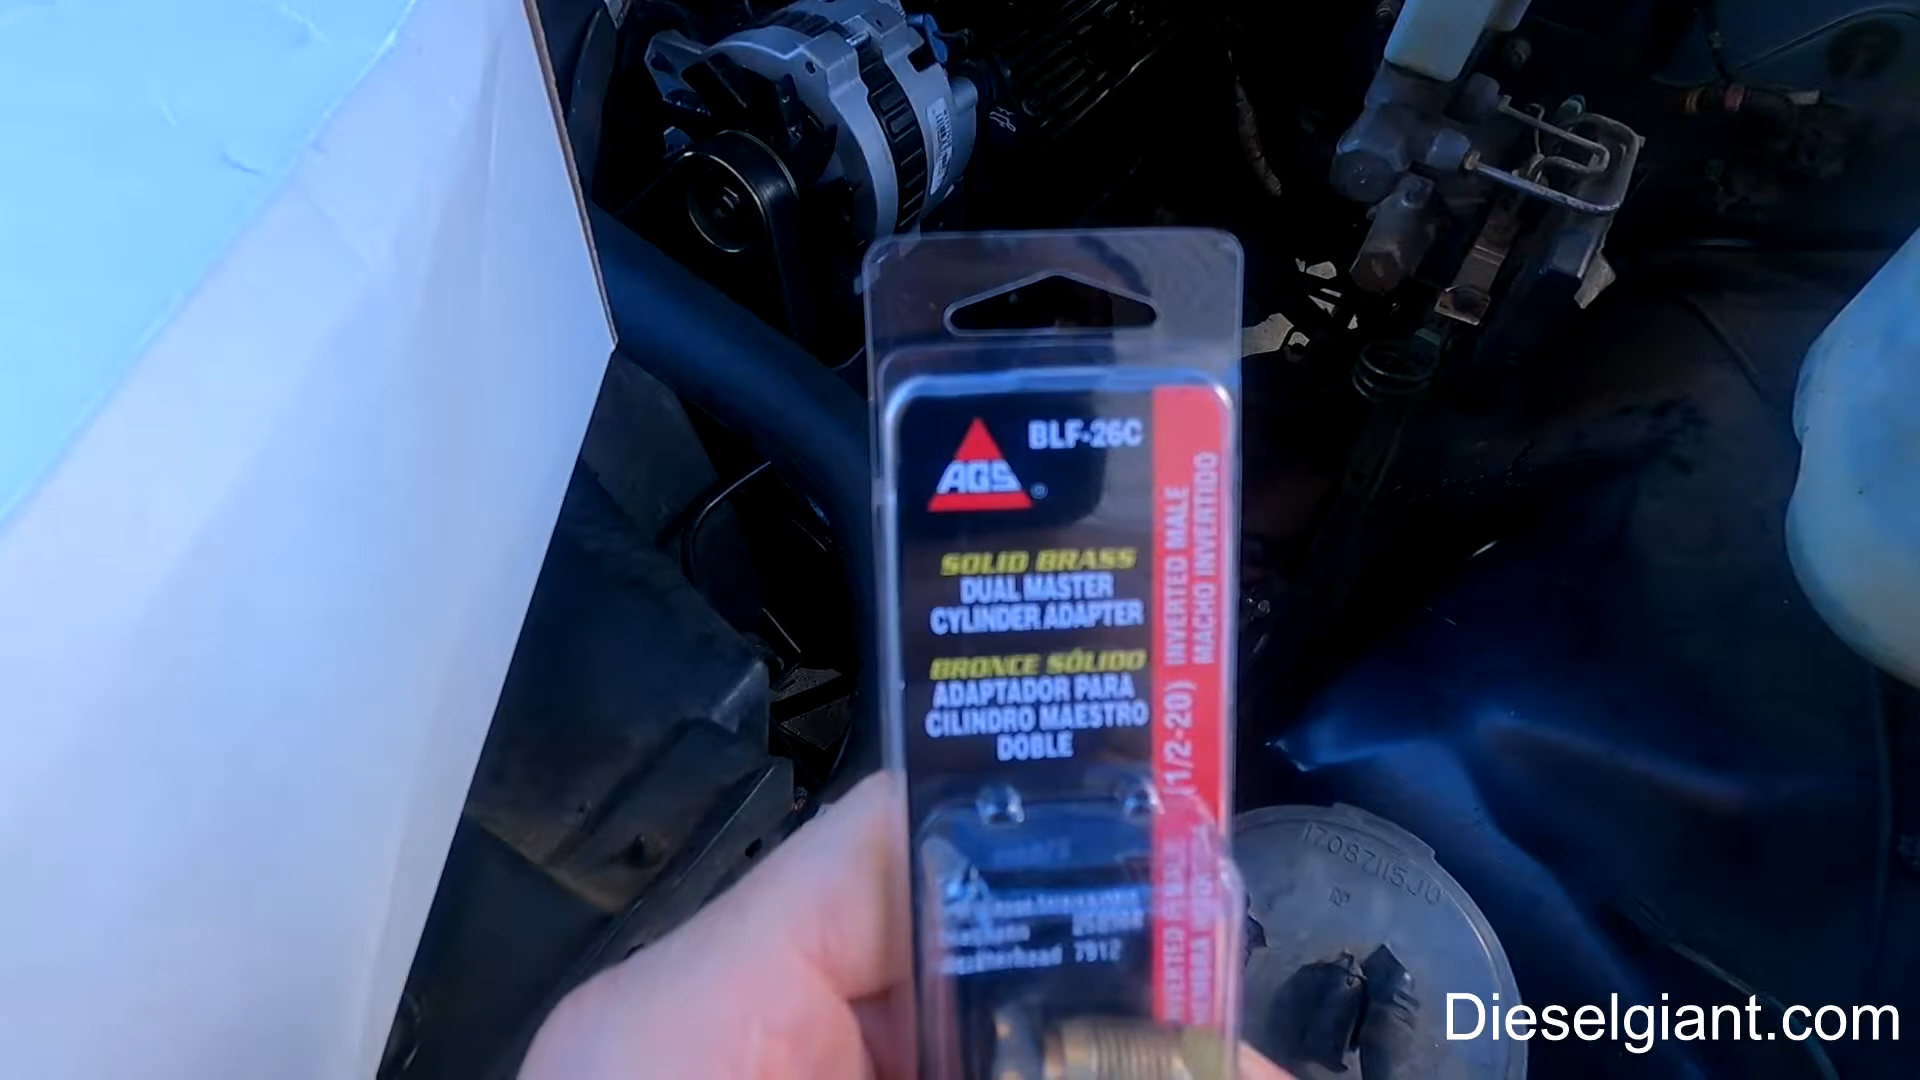 BLF-26C
AGS ®
SOLID BRASS
DUAL MASTER
CYLINDER ADAPTER
BRONCE SÓLIDO
ADAPTADOR PARA
CILINDRO MAESTRO
DOBLE
(1/2-20) INVERTED MALE
MACHO INVERTIDO
7912
Dieselgiant.com